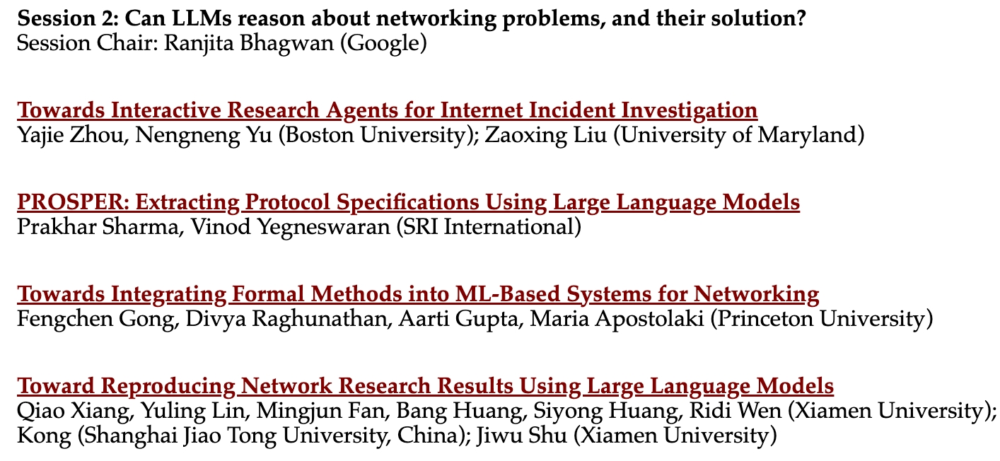 Session 2: Can LLMs reason about networking problems, and their solution?
Session Chair: Ranjita Bhagwan (Google)
Towards Interactive Research Agents for Internet Incident Investigation
Yajie Zhou, Nengneng Yu (Boston University); Zaoxing Liu (University of Maryland)
PROSPER: Extracting Protocol Specifications Using Large Language Models
Prakhar Sharma, Vinod Yegneswaran (SRI International)
Towards Integrating Formal Methods into ML-Based Systems for Networking
Fengchen Gong, Divya Raghunathan, Aarti Gupta, Maria Apostolaki (Princeton University)
Toward Reproducing Network Research Results Using Large Language Models
Qiao Xiang, Yuling Lin, Mingjun Fan, Bang Huang, Siyong Huang, Ridi Wen (Xiamen University);
Kong (Shanghai Jiao Tong University, China); Jiwu Shu (Xiamen University)